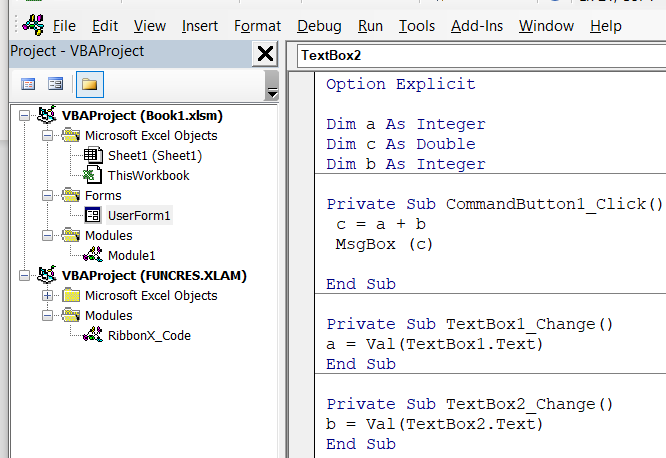 File Edit View Insert Format Debug Run Tools Add-Ins Window Help
Project - VBAProject
VBAProject (Book1.xlsm)
Microsoft Excel Objects
Sheet1 (Sheet1)
ThisWorkbook
Forms
UserForm1
Modules
Module1
VBAProject (FUNCRES.XLAM)
Microsoft Excel Objects
Modules
RibbonX_Code
TextBox2
Option Explicit
Dim a As Integer
Dim c As Double
Dim b As Integer
Private Sub CommandButton1_Click()
c = a + b
MsgBox (c)
End Sub
Private Sub TextBox1_Change()
a = Val(TextBox1.Text)
End Sub
Private Sub TextBox2_Change()
b = Val(TextBox2.Text)
End Sub